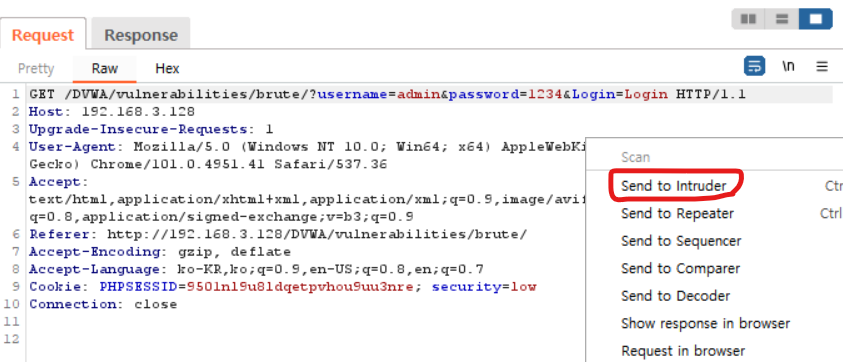 Request Response
Pretty Raw Hex \n
1 GET /DVWA/vulnerabilities/brute/?username=admin&password=1234&Login=Login HTTP/1.1
2 Host: 192.168.3.128
3 Upgrade-Insecure-Requests: 1
4 User-Agent: Mozilla/5.0 (Windows NT 10.0; Win64; x64) AppleWebKi
Gecko) Chrome/101.0.4951.41 Safari/537.36
5 Accept:
text/html,application/xhtml+xml,application/xml;q=0.9,image/avif
q=0.8,application/signed-exchange;v=b3;q=0.9
6 Referer: http://192.168.3.128/DVWA/vulnerabilities/brute/
7 Accept-Encoding: gzip, deflate
8 Accept-Language: ko-KR,ko;q=0.9,en-US;q=0.8,en;q=0.7
9 Cookie: PHPSESSID=950lnl9u8ldqetpvhou9uu3nre; security=low
10 Connection: close
11
12
Scan
Send to Intruder Ctr
Send to Repeater Ctrl
Send to Sequencer
Send to Comparer
Send to Decoder
Show response in browser
Request in browser